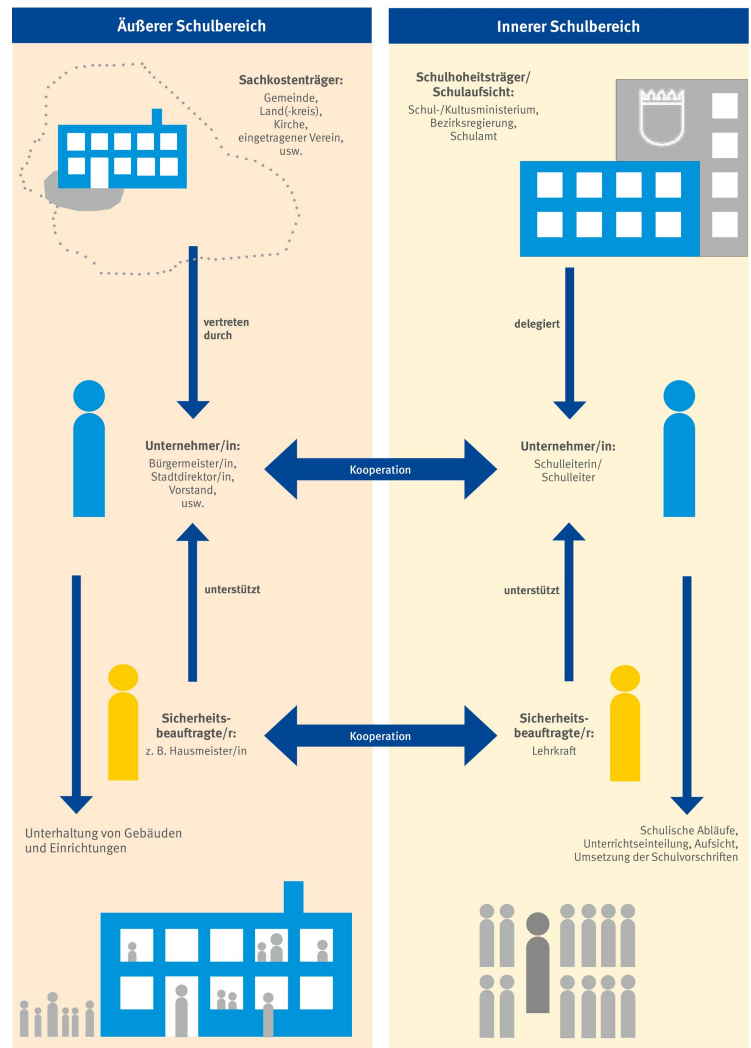 Äußerer Schulbereich
Sachkostenträger:
Gemeinde,
Land(-kreis),
Kirche,
eingetragener Verein,
usw.
vertreten
durch
Unternehmer/in:
Bürgermeister/in,
Stadtdirektor/in,
Vorstand,
usw.
Kooperation
unterstützt
Sicherheits-
beauftragte/r:
z. B. Hausmeister/in
Kooperation
Unterhaltung von Gebäuden
und Einrichtungen
Innerer Schulbereich
Schulhoheitsträger/
Schulaufsicht:
Schul-/Kultusministerium,
Bezirksregierung,
Schulamt
delegiert
Unternehmer/in:
Schulleiterin/
Schulleiter
unterstützt
Sicherheits-
beauftragte/r:
Lehrkraft
Schulische Abläufe,
Unterrichtseinteilung, Aufsicht,
Umsetzung der Schulvorschriften